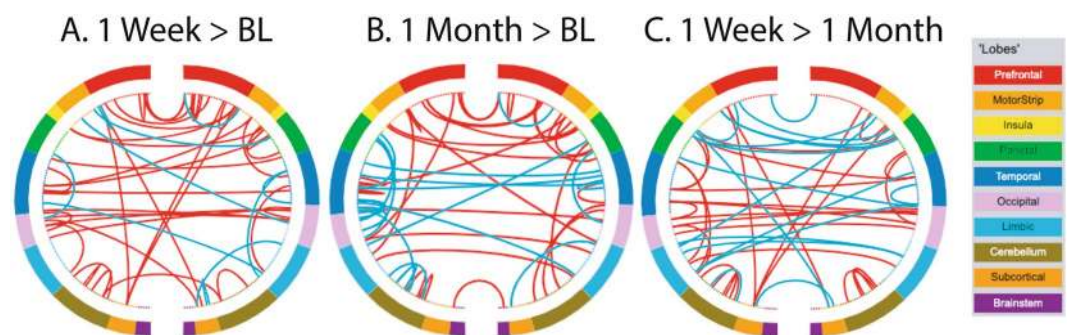 A. 1 Week > BL
B. 1 Month > BL
C. 1 Week > 1 Month
'Lobes'
Prefrontal
MotorStrip
Insula
Parietal
Temporal
Occipital
Limbic
Cerebellum
Subcortical
Brainstem